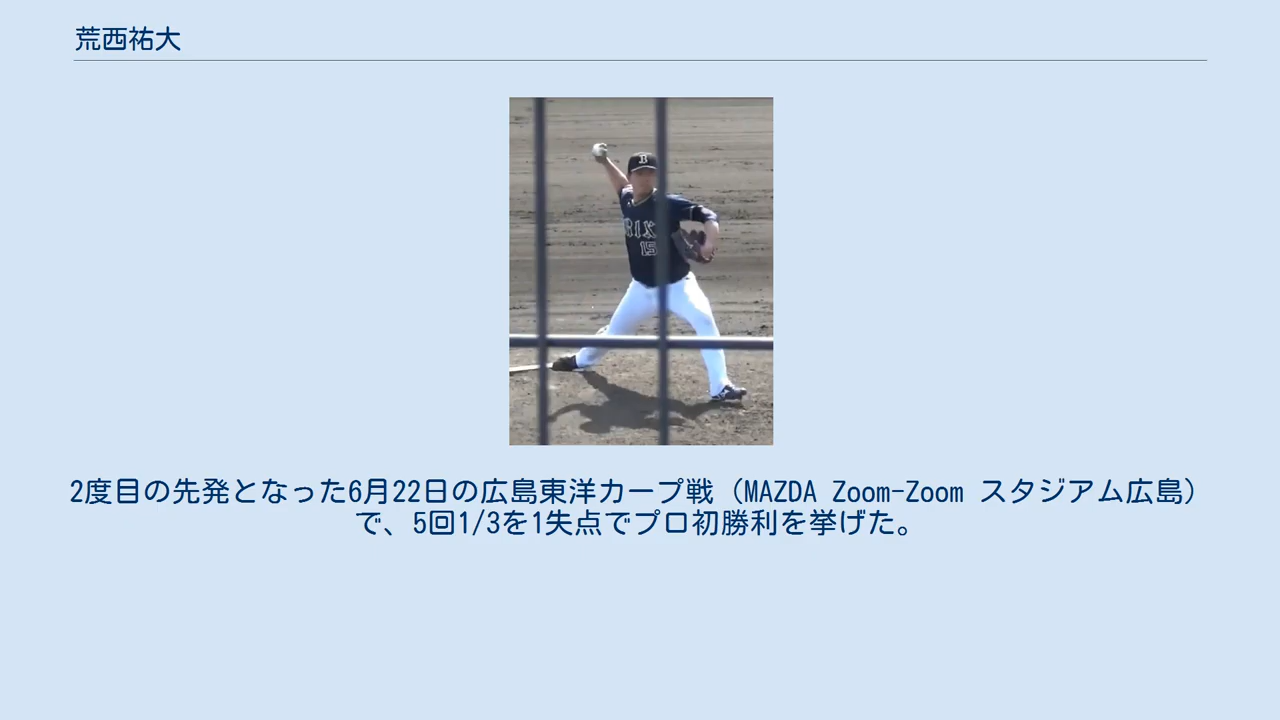 荒西祐大
B
RIX
15
2度目の先発となった6月22日の広島東洋カープ戦（MAZDA Zoom-Zoom スタジアム広島）
で、5回1/3を1失点でプロ初勝利を挙げた。